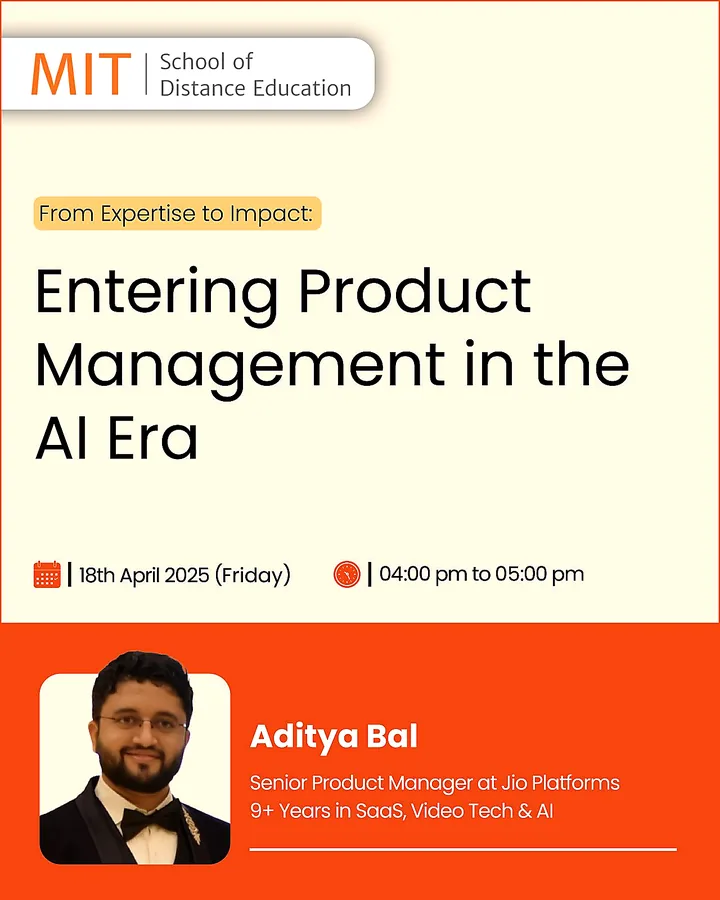 MIT
School of
Distance Education
From Expertise to Impact:
Entering Product
Management in the
AI Era
18th April 2025 (Friday)
04:00 pm to 05:00 pm
Aditya Bal
Senior Product Manager at Jio Platforms
9+ Years in SaaS, Video Tech & AI